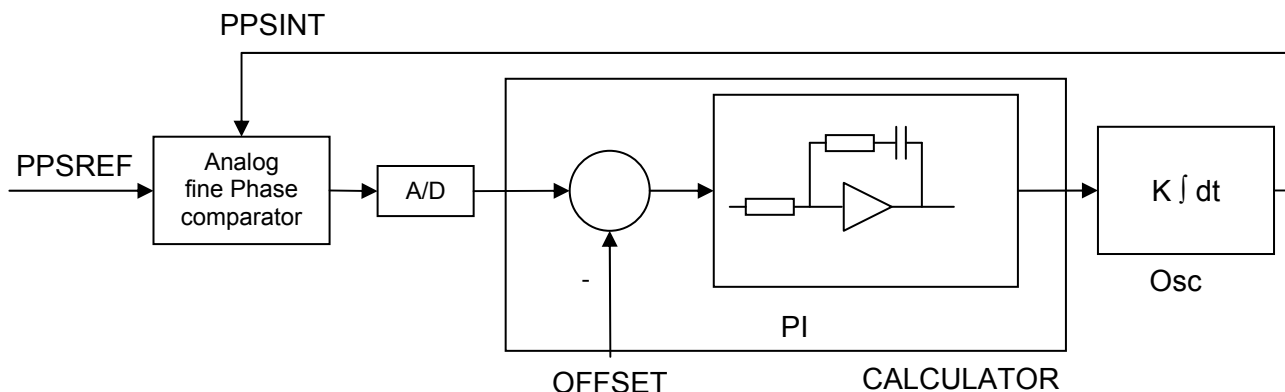 PPSINT
PPSREF
Analog
fine Phase
comparator
A/D
K ∫ dt
Osc
-
PI
OFFSET
CALCULATOR